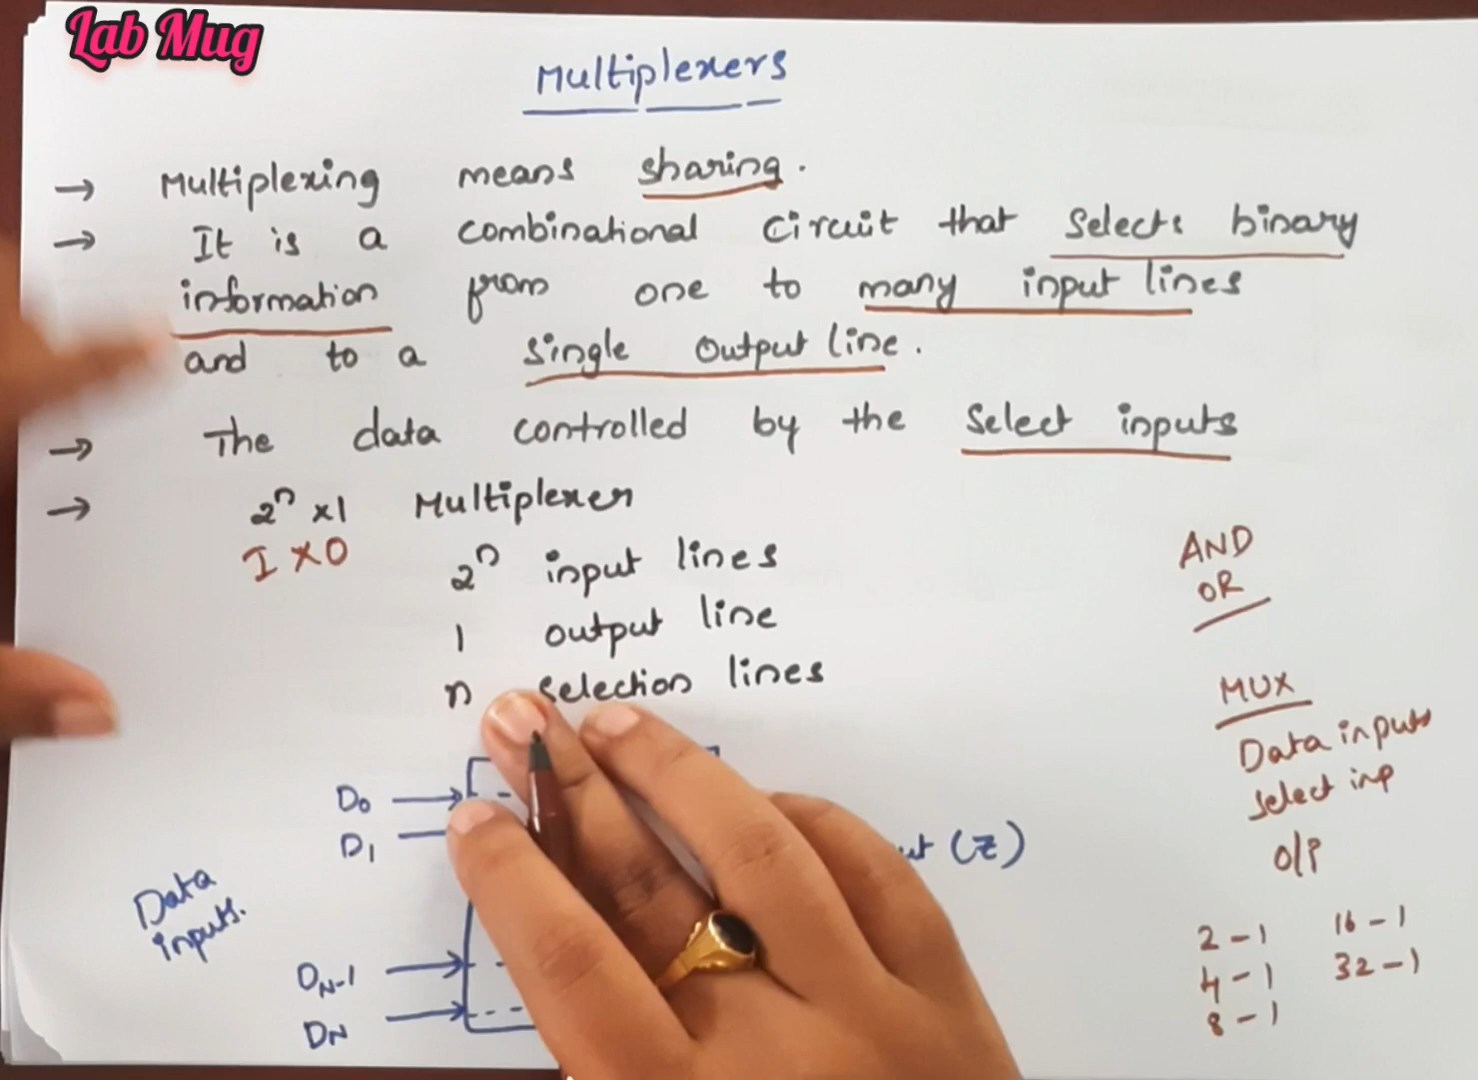 Lab Mug
Multiplexers
→ Multiplexing means sharing.
→ It is a combinational circuit that selects binary
information from one to many input lines
and to a single output line.
→ The data controlled by the select inputs
→ 2ⁿ x1 Multiplexer
I x O
2ⁿ input lines
1 output line
n selection lines
D₀
D₁
Data
inputs.
D_N-1
D_N
(Z)
AND
OR
MUX
Data inputs
select inp
O/P
2-1
4-1
8-1
16-1
32-1